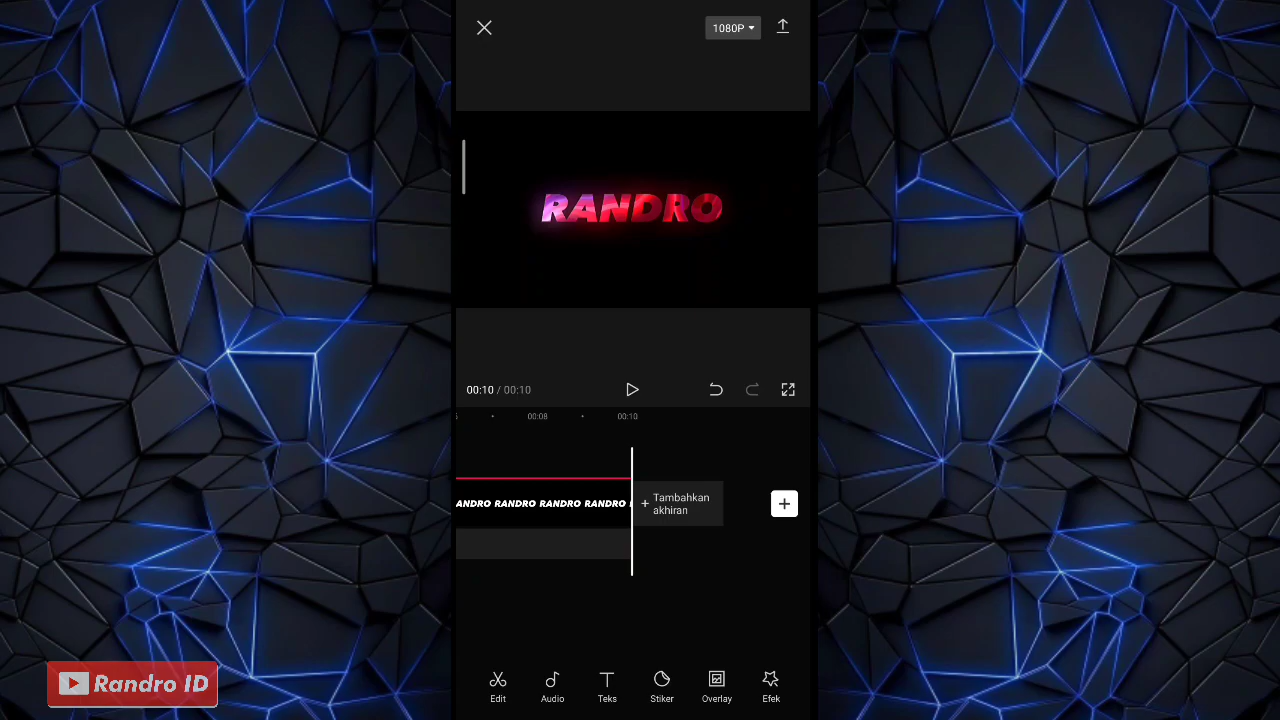 1080P
RANDRO
00:10 / 00:10
00:08
00:10
ANDRO RANDRO RANDRO RANDRO
+ Tambahkan
akhiran
+
Edit
Audio
Teks
Stiker
Overlay
Efek
Randro ID